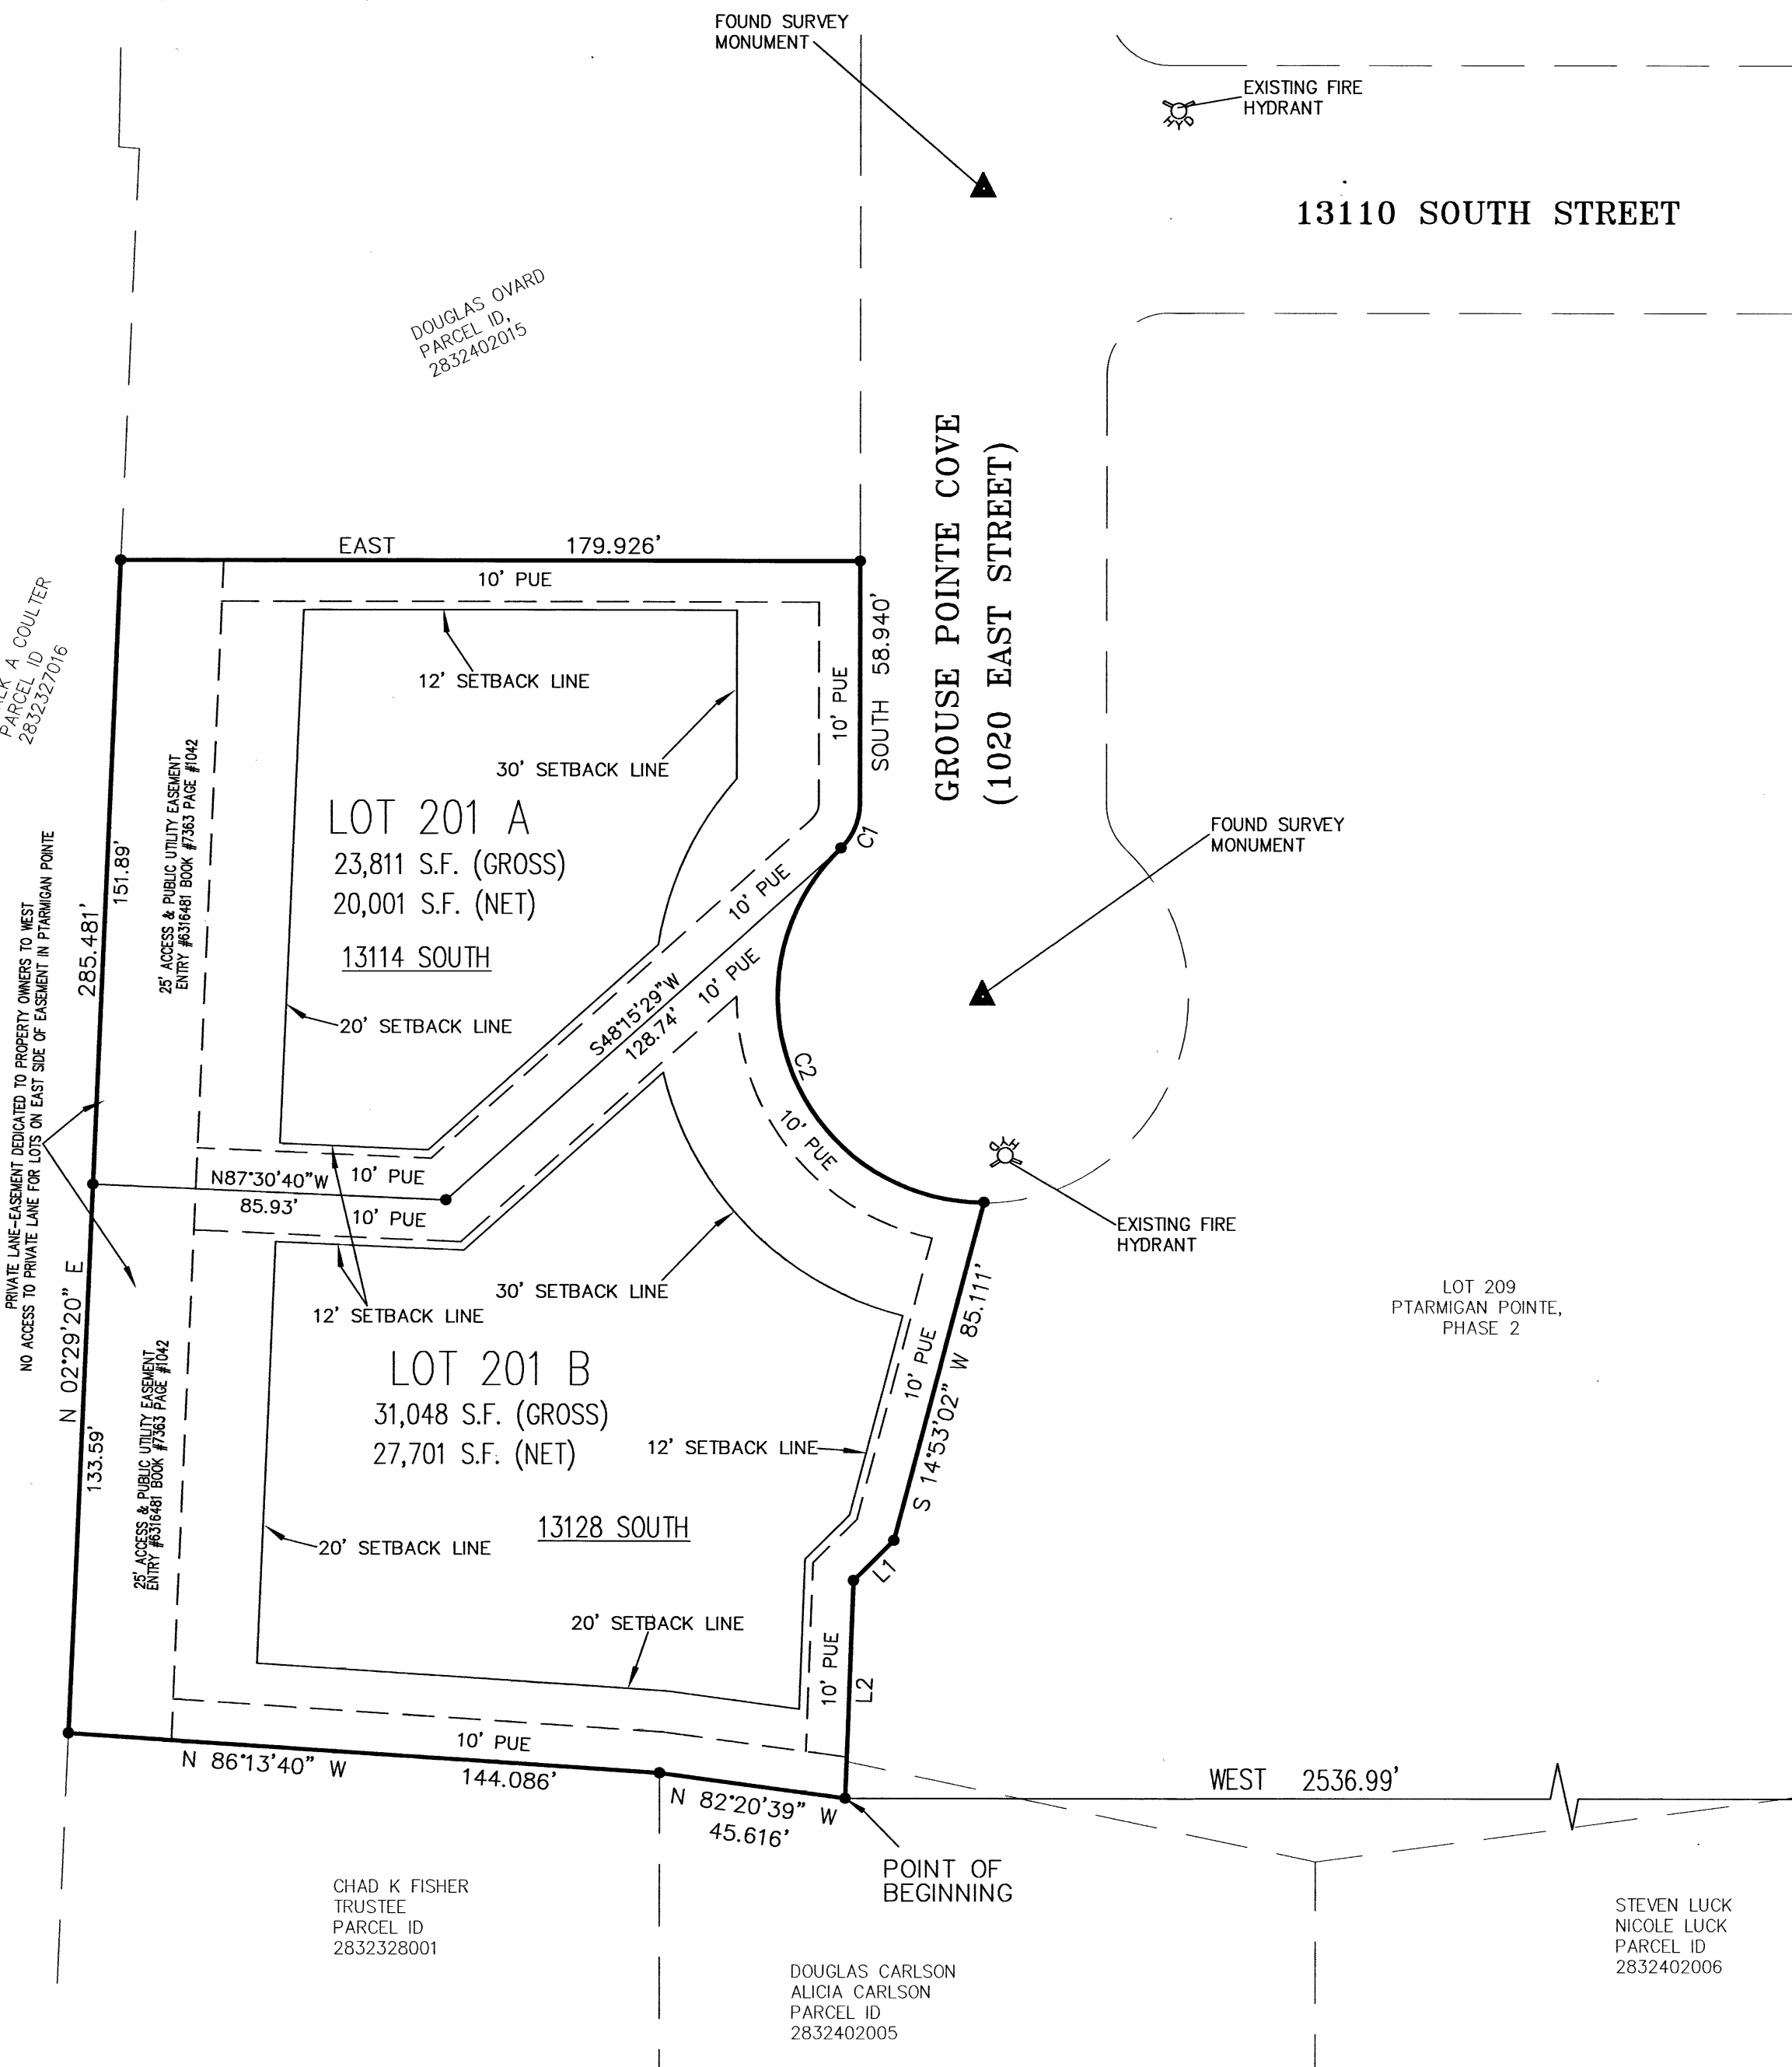 FOUND SURVEY
MONUMENT
EXISTING FIRE
HYDRANT
HYD
13110 SOUTH STREET
DOUGLAS OVARD
PARCEL ID,
2832402015
GROUSE POINTE COVE
(1020 EAST STREET)
EAST 179.926'
10' PUE
SOUTH 58.940'
10' PUE
12' SETBACK LINE
30' SETBACK LINE
A COULTER
PARCEL ID
2832327016
LOT 201 A
23,811 S.F. (GROSS)
20,001 S.F. (NET)
13114 SOUTH
C1
FOUND SURVEY
MONUMENT
25' ACCESS & PUBLIC UTILITY EASEMENT
ENTRY #6316481 BOOK #7363 PAGE #1042
151.89'
285.481'
PRIVATE LANE-EASEMENT DEDICATED TO PROPERTY OWNERS TO WEST
NO ACCESS TO PRIVATE LANE FOR LOTS ON EAST SIDE OF EASEMENT IN PTARMIGAN POINTE
10' PUE
10' PUE
S48°15'29"W
128.74'
20' SETBACK LINE
C2
10' PUE
HYD
N87°30'40"W
85.93'
10' PUE
10' PUE
EXISTING FIRE
HYDRANT
30' SETBACK LINE
12' SETBACK LINE
N 02°29'20" E
133.59'
LOT 209
PTARMIGAN POINTE,
PHASE 2
LOT 201 B
31,048 S.F. (GROSS)
27,701 S.F. (NET)
13128 SOUTH
10' PUE
S 14°53'02" W 85.111'
12' SETBACK LINE
25' ACCESS & PUBLIC UTILITY EASEMENT
ENTRY #6316481 BOOK #7363 PAGE #1042
20' SETBACK LINE
L1
20' SETBACK LINE
10' PUE
L2
10' PUE
N 86°13'40" W 144.086'
N 82°20'39" W
45.616'
WEST 2536.99'
POINT OF
BEGINNING
CHAD K FISHER
TRUSTEE
PARCEL ID
2832328001
DOUGLAS CARLSON
ALICIA CARLSON
PARCEL ID
2832402005
STEVEN LUCK
NICOLE LUCK
PARCEL ID
2832402006